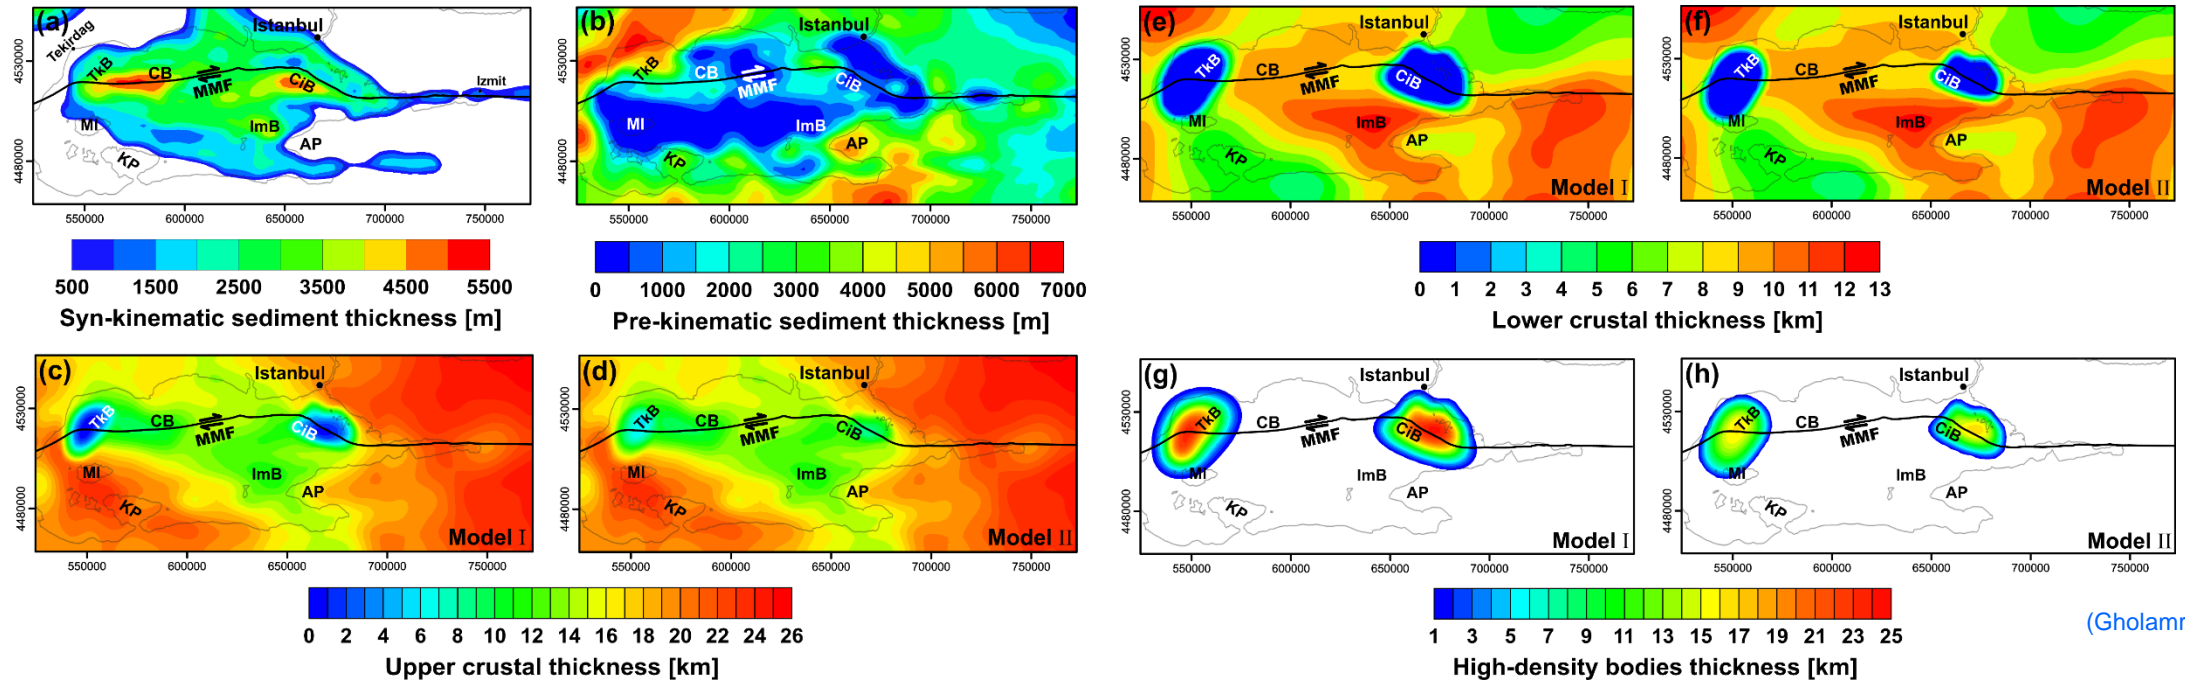 (a)
Tekirdag
Istanbul
Izmit
TkB
CB
MMF
CiB
MI
ImB
KP
AP
4530000
4480000
550000 600000 650000 700000 750000
500 1500 2500 3500 4500 5500
Syn-kinematic sediment thickness [m]
(b)
Istanbul
TkB
CB
MMF
CiB
MI
ImB
KP
AP
4530000
4480000
550000 600000 650000 700000 750000
0 1000 2000 3000 4000 5000 6000 7000
Pre-kinematic sediment thickness [m]
(c)
Istanbul
TkB
CB
MMF
CiB
MI
ImB
KP
AP
Model I
4530000
4480000
550000 600000 650000 700000 750000
(d)
Istanbul
TkB
CB
MMF
CiB
MI
ImB
KP
AP
Model II
4530000
4480000
550000 600000 650000 700000 750000
0 2 4 6 8 10 12 14 16 18 20 22 24 26
Upper crustal thickness [km]
(e)
Istanbul
TkB
CB
MMF
CiB
MI
ImB
KP
AP
Model I
4530000
4480000
550000 600000 650000 700000 750000
(f)
Istanbul
TkB
CB
MMF
CiB
MI
ImB
KP
AP
Model II
4530000
4480000
550000 600000 650000 700000 750000
0 1 2 3 4 5 6 7 8 9 10 11 12 13
Lower crustal thickness [km]
(g)
Istanbul
TkB
CB
MMF
CiB
MI
ImB
KP
AP
Model I
4530000
4480000
550000 600000 650000 700000 750000
(h)
Istanbul
TkB
CB
MMF
CiB
MI
ImB
KP
AP
Model II
4530000
4480000
550000 600000 650000 700000 750000
1 3 5 7 9 11 13 15 17 19 21 23 25
High-density bodies thickness [km]
(Gholamr